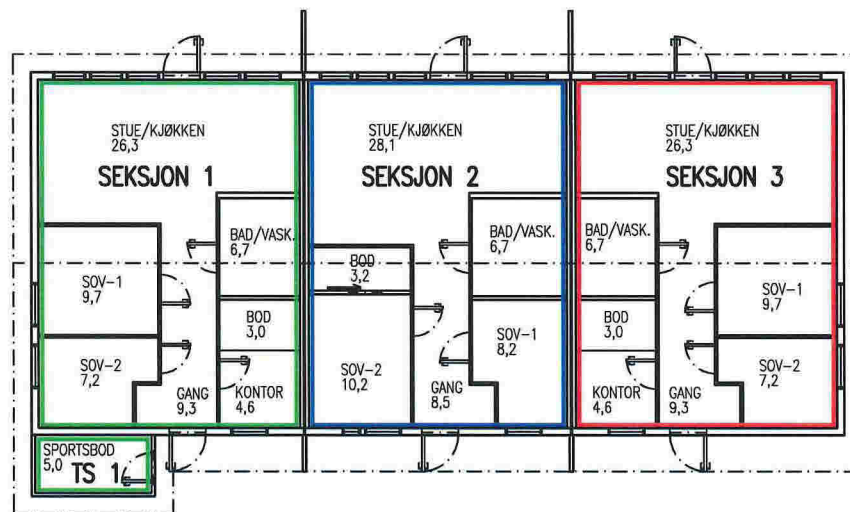 STUE/KJØKKEN
26,3
SEKSJON 1
BAD/VASK.
6,7
SOV-1
9,7
BOD
3,0
SOV-2
7,2
GANG
9,3
KONTOR
4,6
SPORTSBOD
5,0
TS 1
STUE/KJØKKEN
28,1
SEKSJON 2
BAD/VASK.
6,7
BOD
3,2
SOV-1
8,2
SOV-2
10,2
GANG
8,5
STUE/KJØKKEN
26,3
SEKSJON 3
BAD/VASK.
6,7
SOV-1
9,7
BOD
3,0
SOV-2
7,2
KONTOR
4,6
GANG
9,3